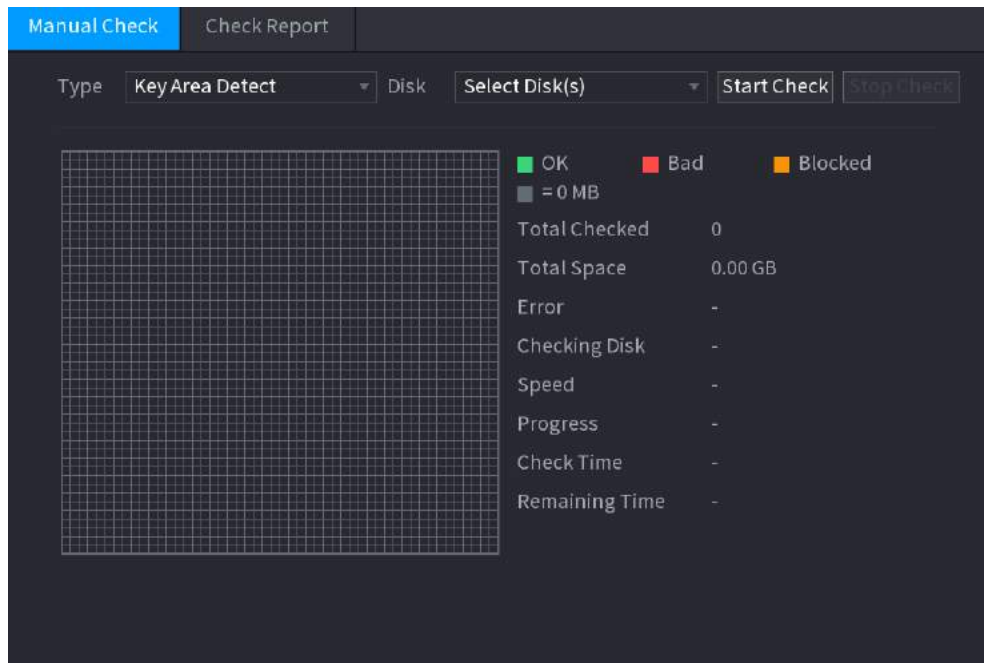 Manual Check Check Report
Type Key Area Detect Disk Select Disk(s) Start Check Stop Check
OK Bad Blocked
= 0 MB
Total Checked 0
Total Space 0.00 GB
Error -
Checking Disk -
Speed -
Progress -
Check Time -
Remaining Time -